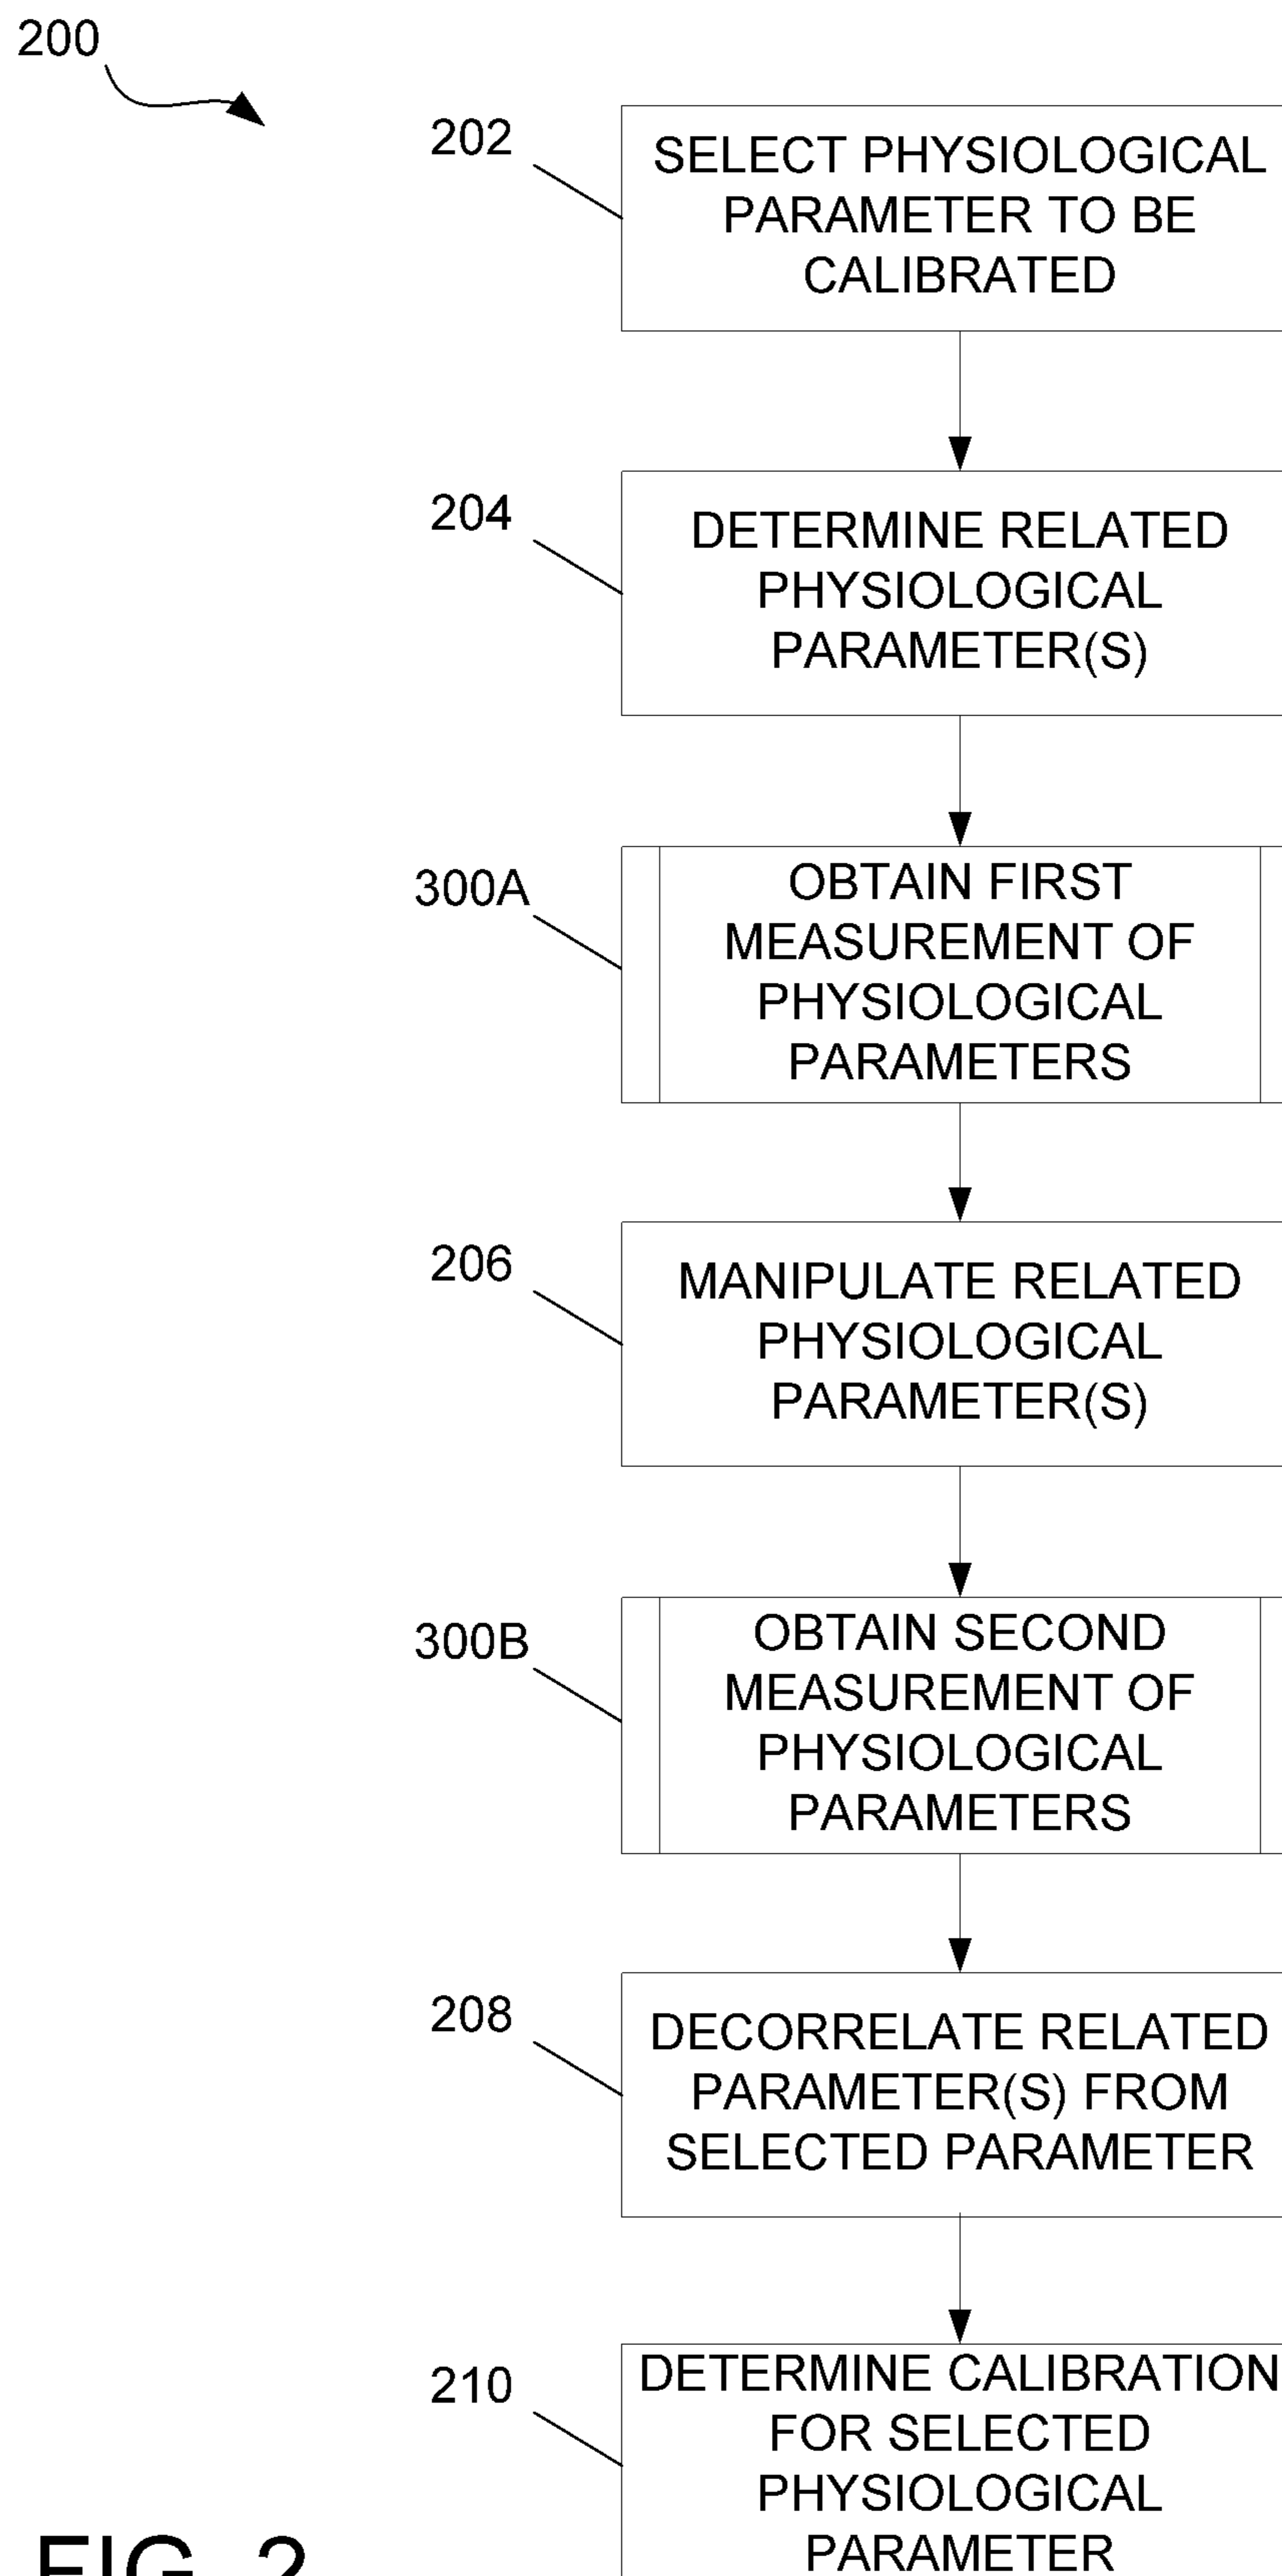 200
202
SELECT PHYSIOLOGICAL
PARAMETER TO BE
CALIBRATED
204
DETERMINE RELATED
PHYSIOLOGICAL
PARAMETER(S)
300A
OBTAIN FIRST
MEASUREMENT OF
PHYSIOLOGICAL
PARAMETERS
206
MANIPULATE RELATED
PHYSIOLOGICAL
PARAMETER(S)
300B
OBTAIN SECOND
MEASUREMENT OF
PHYSIOLOGICAL
PARAMETERS
208
DECORRELATE RELATED
PARAMETER(S) FROM
SELECTED PARAMETER
210
DETERMINE CALIBRATION
FOR SELECTED
PHYSIOLOGICAL
PARAMETER
FIG. 2